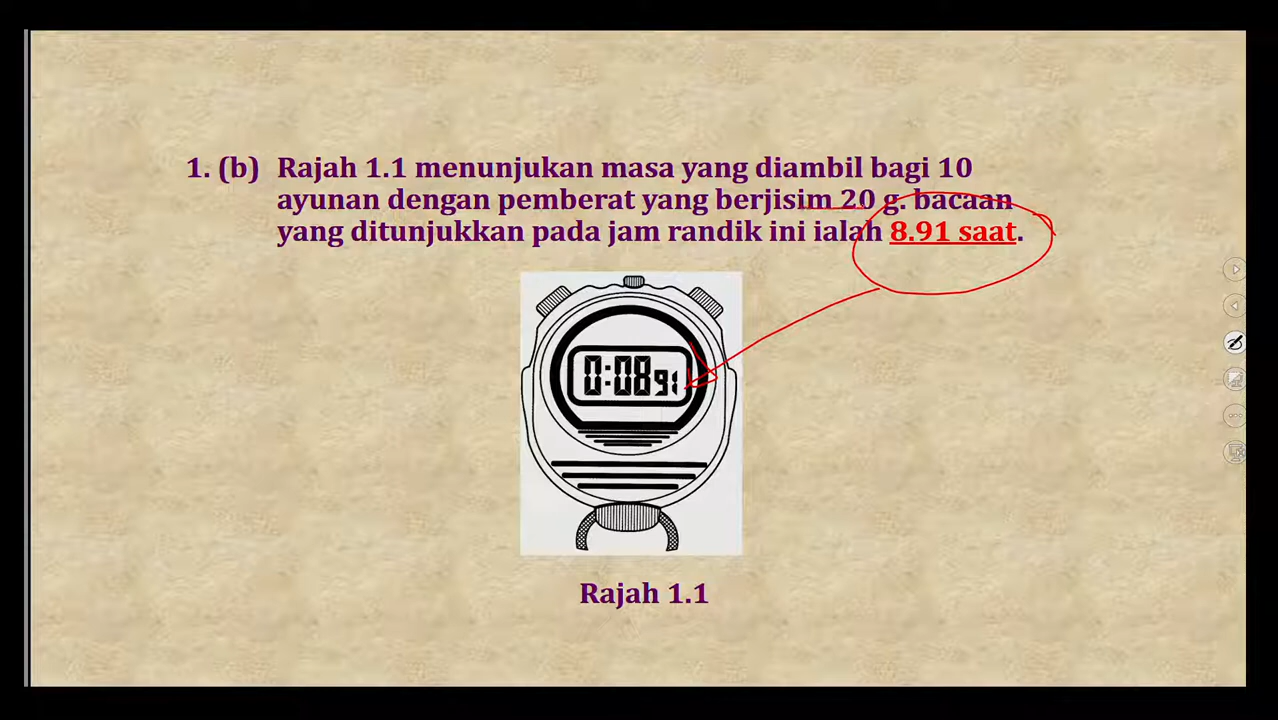 1. (b) Rajah 1.1 menunjukan masa yang diambil bagi 10
ayunan dengan pemberat yang berjisim 20 g. bacaan
yang ditunjukkan pada jam randik ini ialah 8.91 saat.
0:08 91
Rajah 1.1